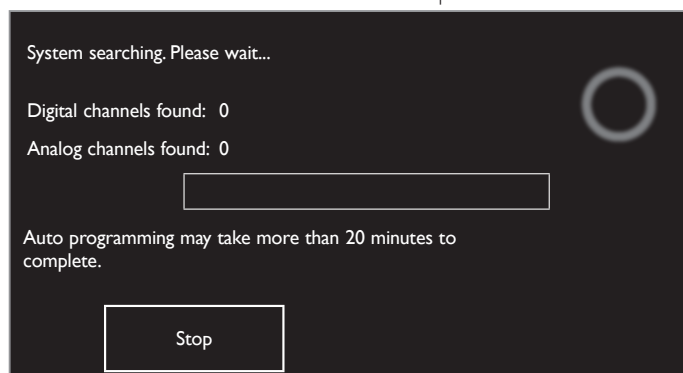 System searching. Please wait...
Digital channels found: 0
Analog channels found: 0
Auto programming may take more than 20 minutes to
complete.
Stop